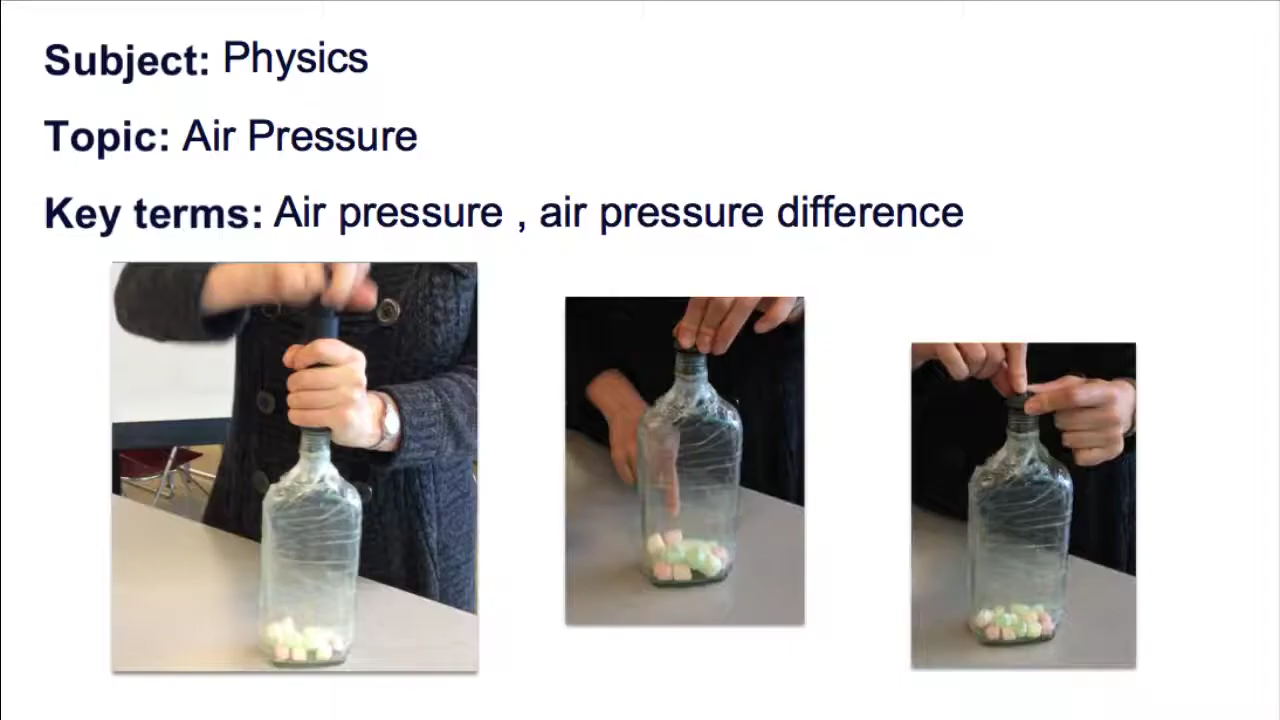 Subject: Physics
Topic: Air Pressure
Key terms: Air pressure , air pressure difference